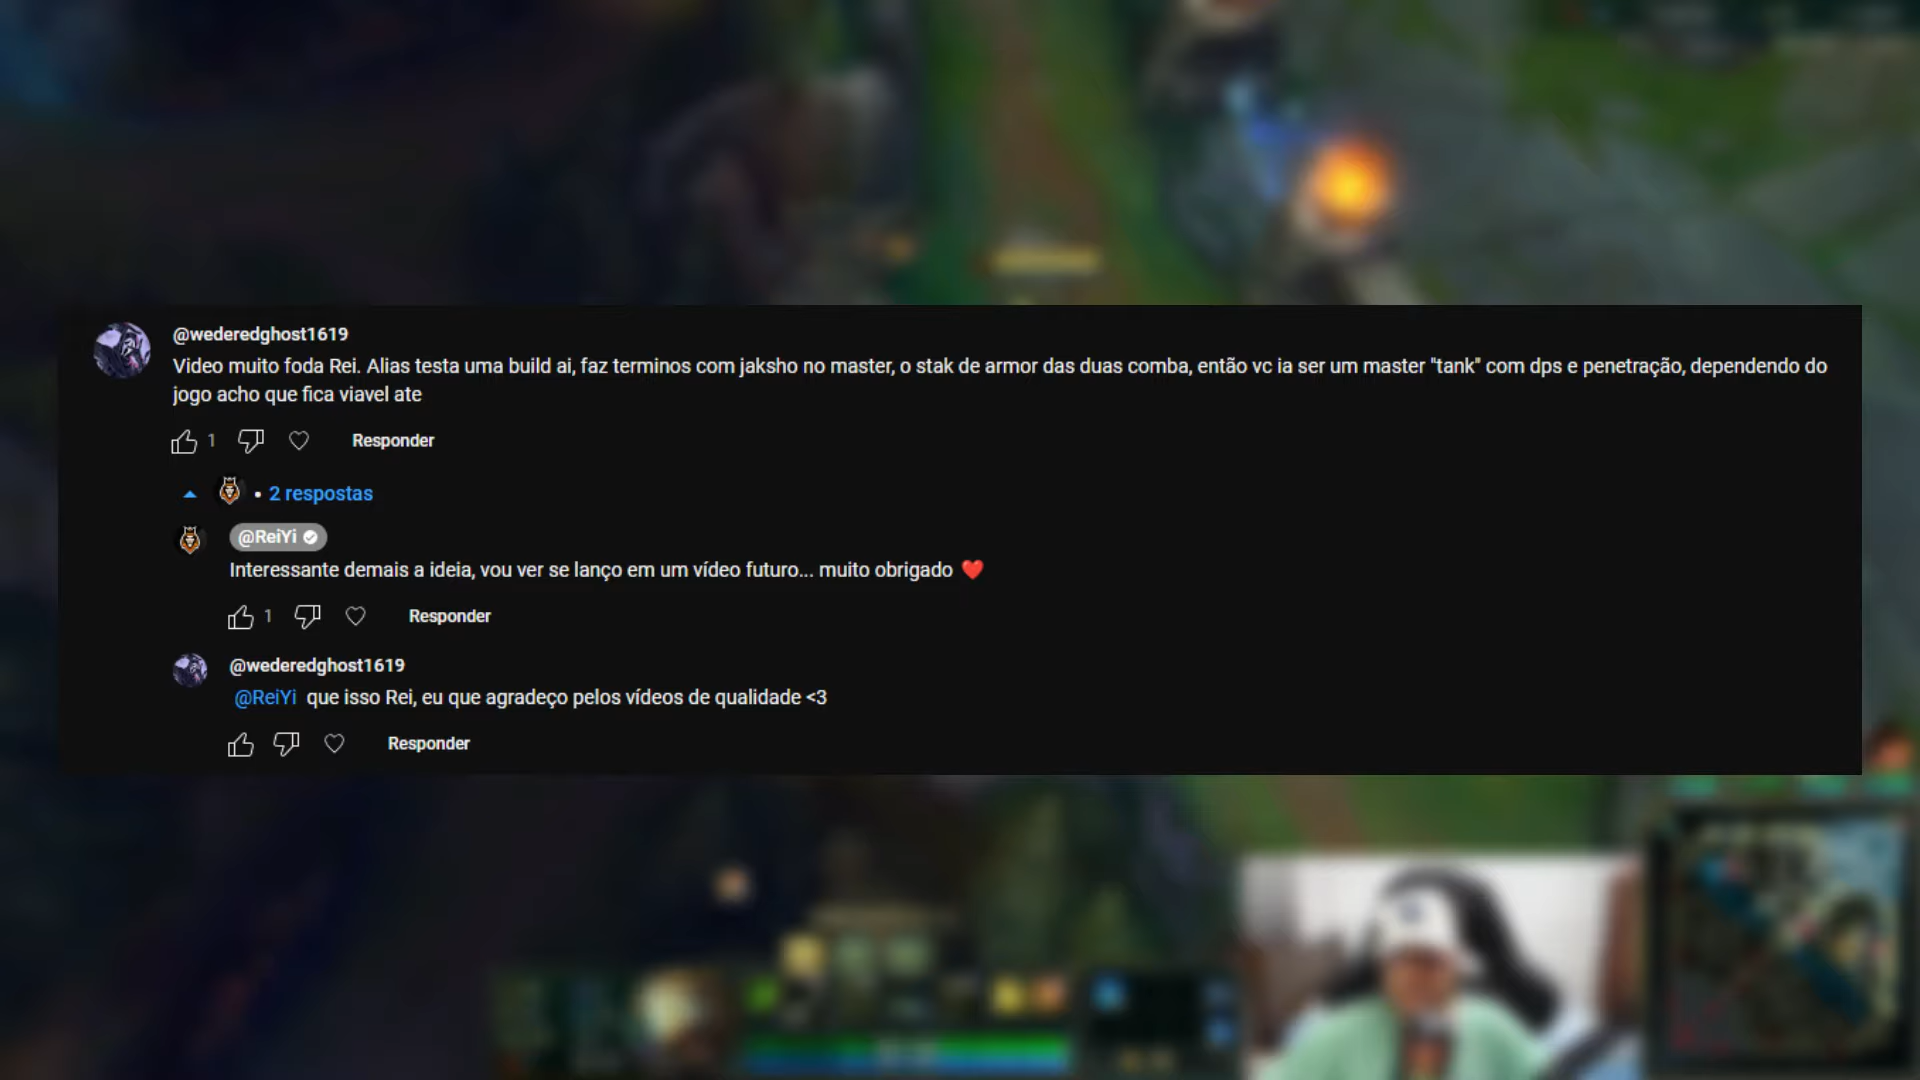 @wederedghost1619
Video muito foda Rei. Alias testa uma build ai, faz terminos com jaksho no master, o stak de armor das duas comba, então vc ia ser um master "tank" com dps e penetração, dependendo do
jogo acho que fica viavel ate
1 Responder
• 2 respostas
@ReiYi
Interessante demais a ideia, vou ver se lanço em um vídeo futuro... muito obrigado ❤️
1 Responder
@wederedghost1619
@ReiYi que isso Rei, eu que agradeço pelos vídeos de qualidade <3
Responder